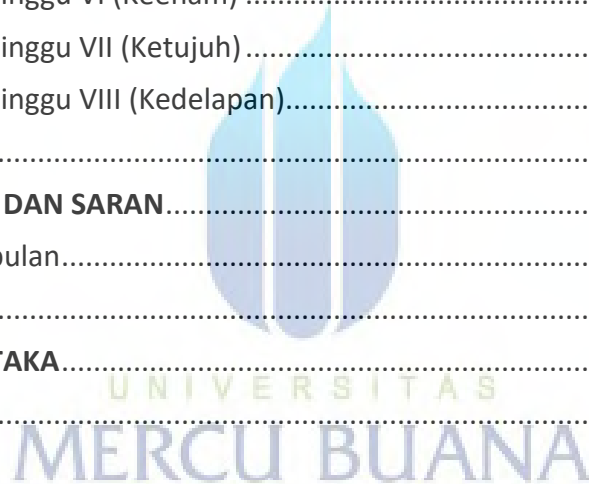 inggu VI (Keenam)..........................................
inggu VII (Ketujuh)..........................................
inggu VIII (Kedelapan)......................................
..........................................................................
DAN SARAN.....................................................
pulan.................................................................
..........................................................................
TAKA.................................................................
UNIVERSITAS
..........................................................................
MERCU BUANA